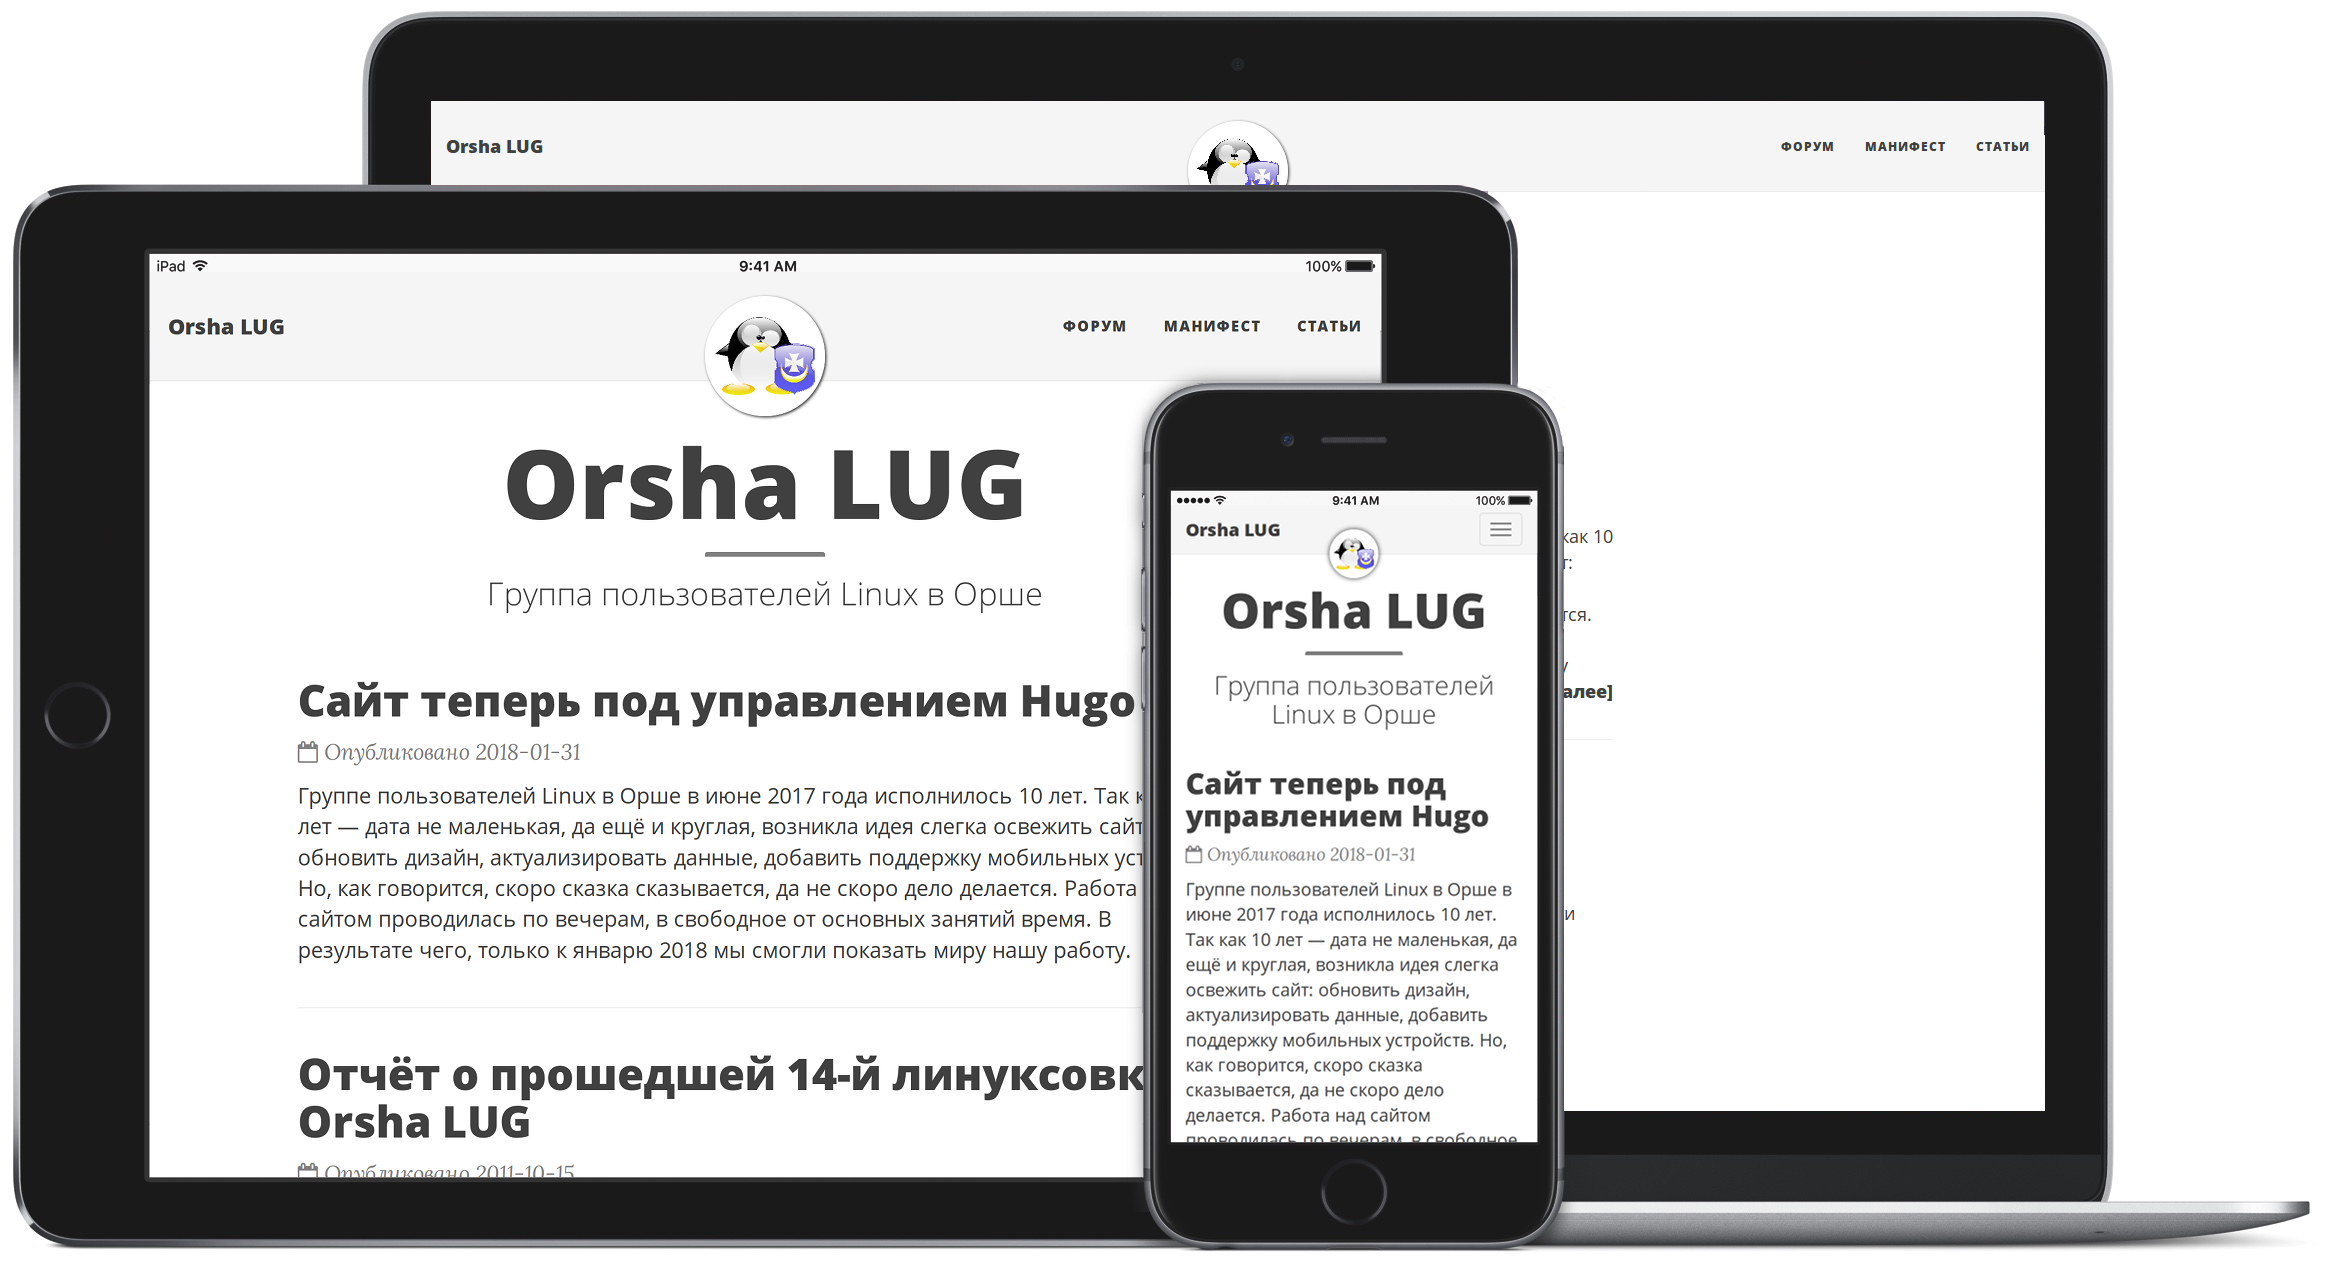 Orsha LUG
ФОРУМ МАНИФЕСТ СТАТЬИ
как 10
тся.
алее]
и
iPad 9:41 AM 100%
Orsha LUG
ФОРУМ МАНИФЕСТ СТАТЬИ
Orsha LUG
Группа пользователей Linux в Орше
Сайт теперь под управлением Hugo
Опубликовано 2018-01-31
Группе пользователей Linux в Орше в июне 2017 года исполнилось 10 лет. Так
лет — дата не маленькая, да ещё и круглая, возникла идея слегка освежить сайт
обновить дизайн, актуализировать данные, добавить поддержку мобильных уст
Но, как говорится, скоро сказка сказывается, да не скоро дело делается. Работа
сайтом проводилась по вечерам, в свободное от основных занятий время. В
результате чего, только к январю 2018 мы смогли показать миру нашу работу.
Отчёт о прошедшей 14-й линуксовк
Orsha LUG
Опубликовано 2011-10-15
9:41 AM 100%
Orsha LUG
Orsha LUG
Группа пользователей
Linux в Орше
Сайт теперь под
управлением Hugo
Опубликовано 2018-01-31
Группе пользователей Linux в Орше в
июне 2017 года исполнилось 10 лет.
Так как 10 лет — дата не маленькая, да
ещё и круглая, возникла идея слегка
освежить сайт: обновить дизайн,
актуализировать данные, добавить
поддержку мобильных устройств. Но,
как говорится, скоро сказка
сказывается, да не скоро дело
делается. Работа над сайтом
проводилась по вечерам, в свободное